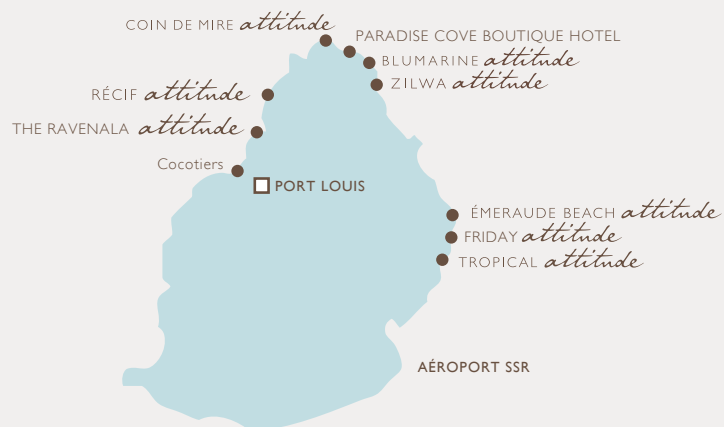 COIN DE MIRE attitude
PARADISE COVE BOUTIQUE HOTEL
BLUMARINE attitude
ZILWA attitude
RÉCIF attitude
THE RAVENALA attitude
Cocotiers
PORT LOUIS
ÉMERAUDE BEACH attitude
FRIDAY attitude
TROPICAL attitude
AÉROPORT SSR